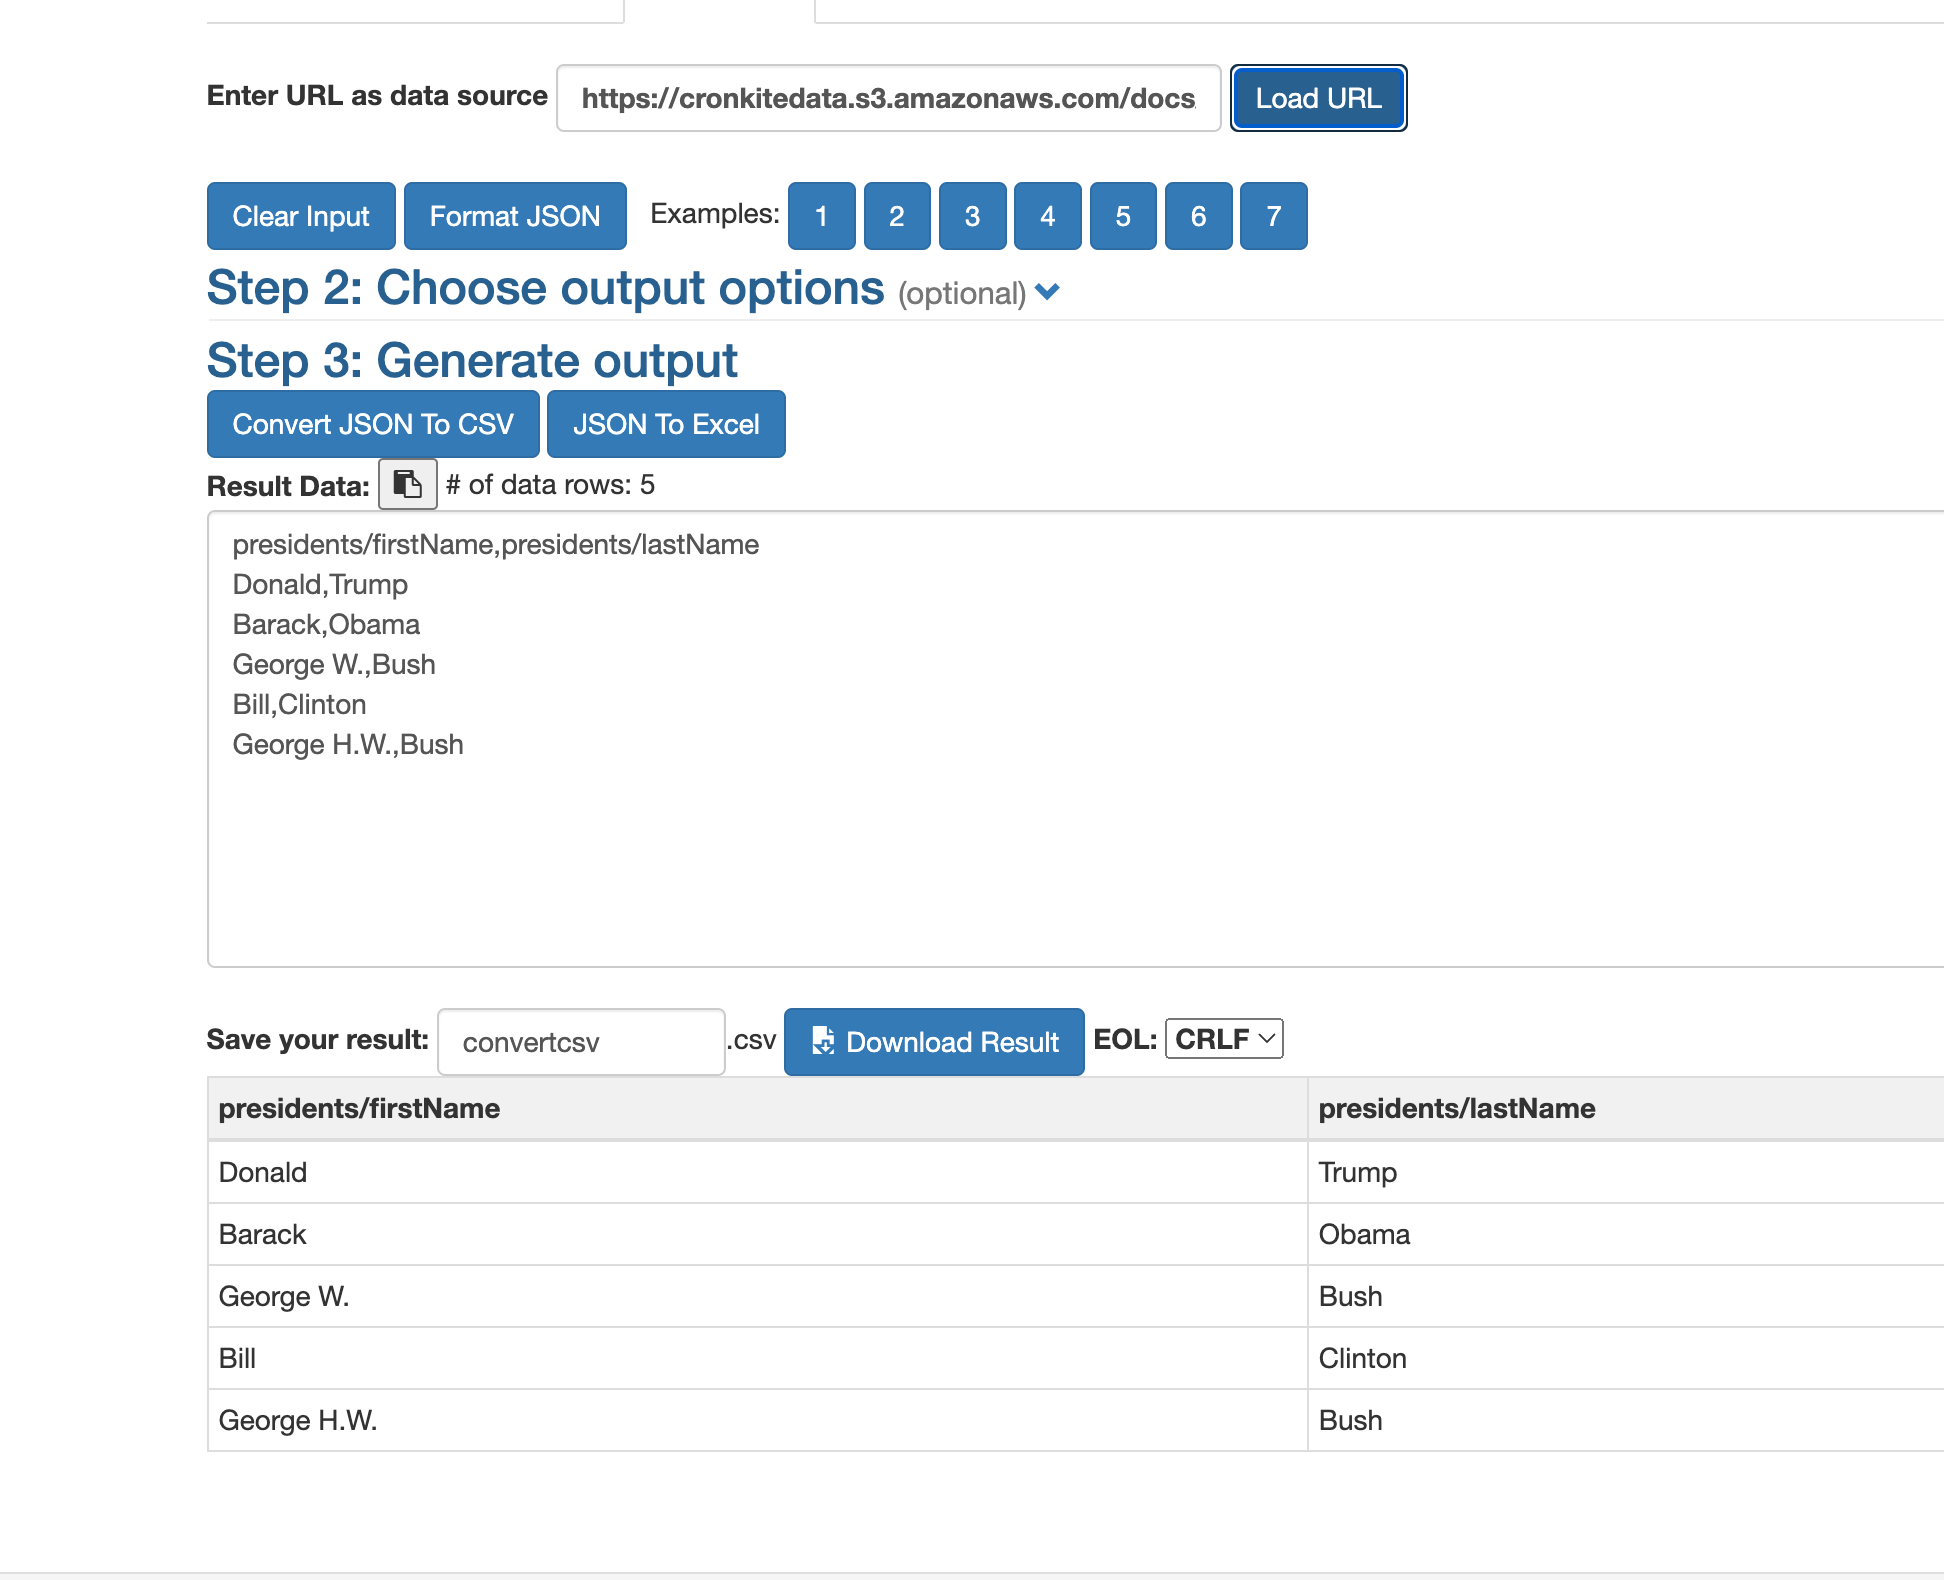 Enter URL as data source https://cronkitedata.s3.amazonaws.com/docs Load URL
Clear Input Format JSON Examples: 1 2 3 4 5 6 7
Step 2: Choose output options (optional)
Step 3: Generate output
Convert JSON To CSV JSON To Excel
Result Data: # of data rows: 5
presidents/firstName,presidents/lastName
Donald,Trump
Barack,Obama
George W.,Bush
Bill,Clinton
George H.W.,Bush
Save your result: convertcsv .csv Download Result EOL: CRLF
presidents/firstName presidents/lastName
Donald Trump
Barack Obama
George W. Bush
Bill Clinton
George H.W. Bush